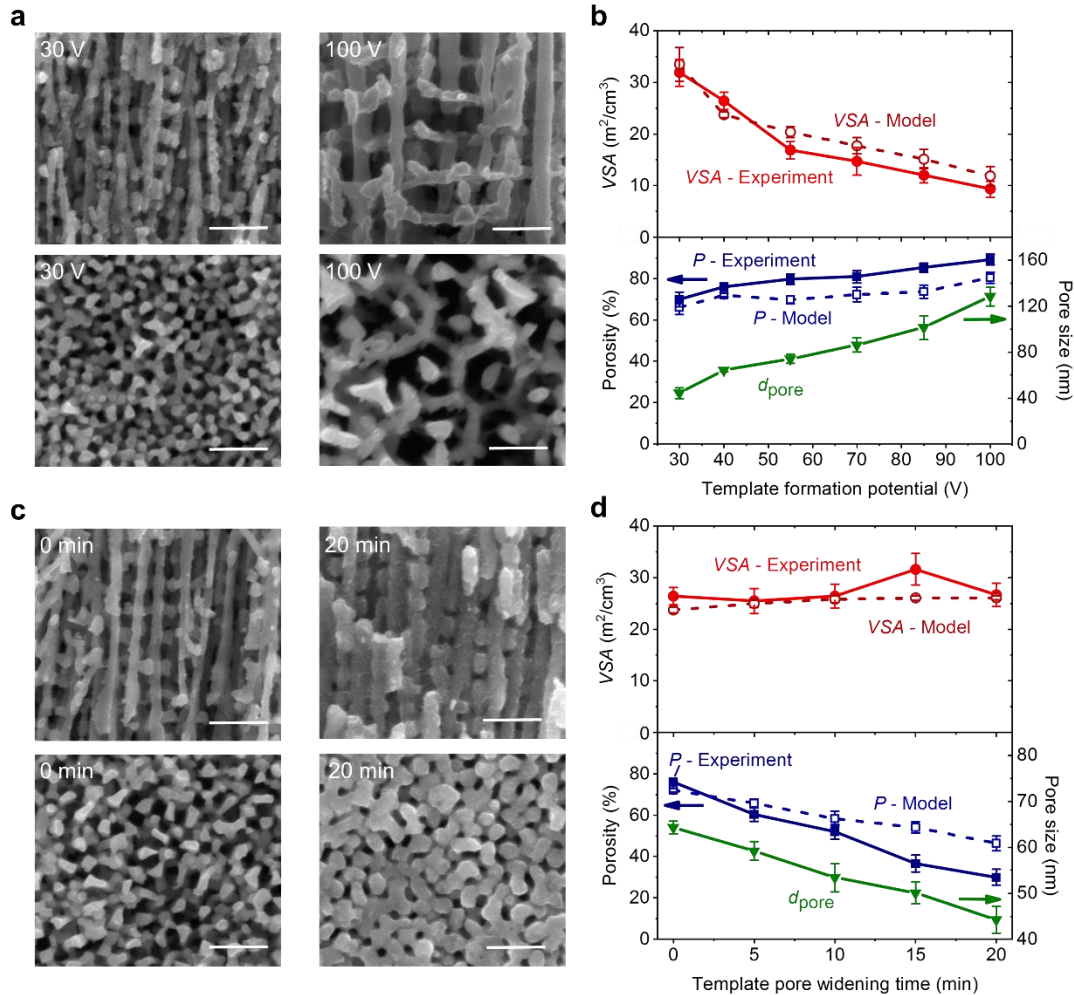 a
30 V
100 V
30 V
100 V
b
40
30
20
10
0
VSA (m²/cm³)
VSA - Model
VSA - Experiment
80
60
40
20
0
Porosity (%)
P - Experiment
P - Model
dpore
160
120
80
40
0
Pore size (nm)
30 40 50 60 70 80 90 100
Template formation potential (V)
c
0 min
20 min
0 min
20 min
d
40
30
20
10
0
VSA (m²/cm³)
VSA - Experiment
VSA - Model
80
60
40
20
0
Porosity (%)
P - Experiment
P - Model
dpore
80
70
60
50
40
Pore size (nm)
0 5 10 15 20
Template pore widening time (min)